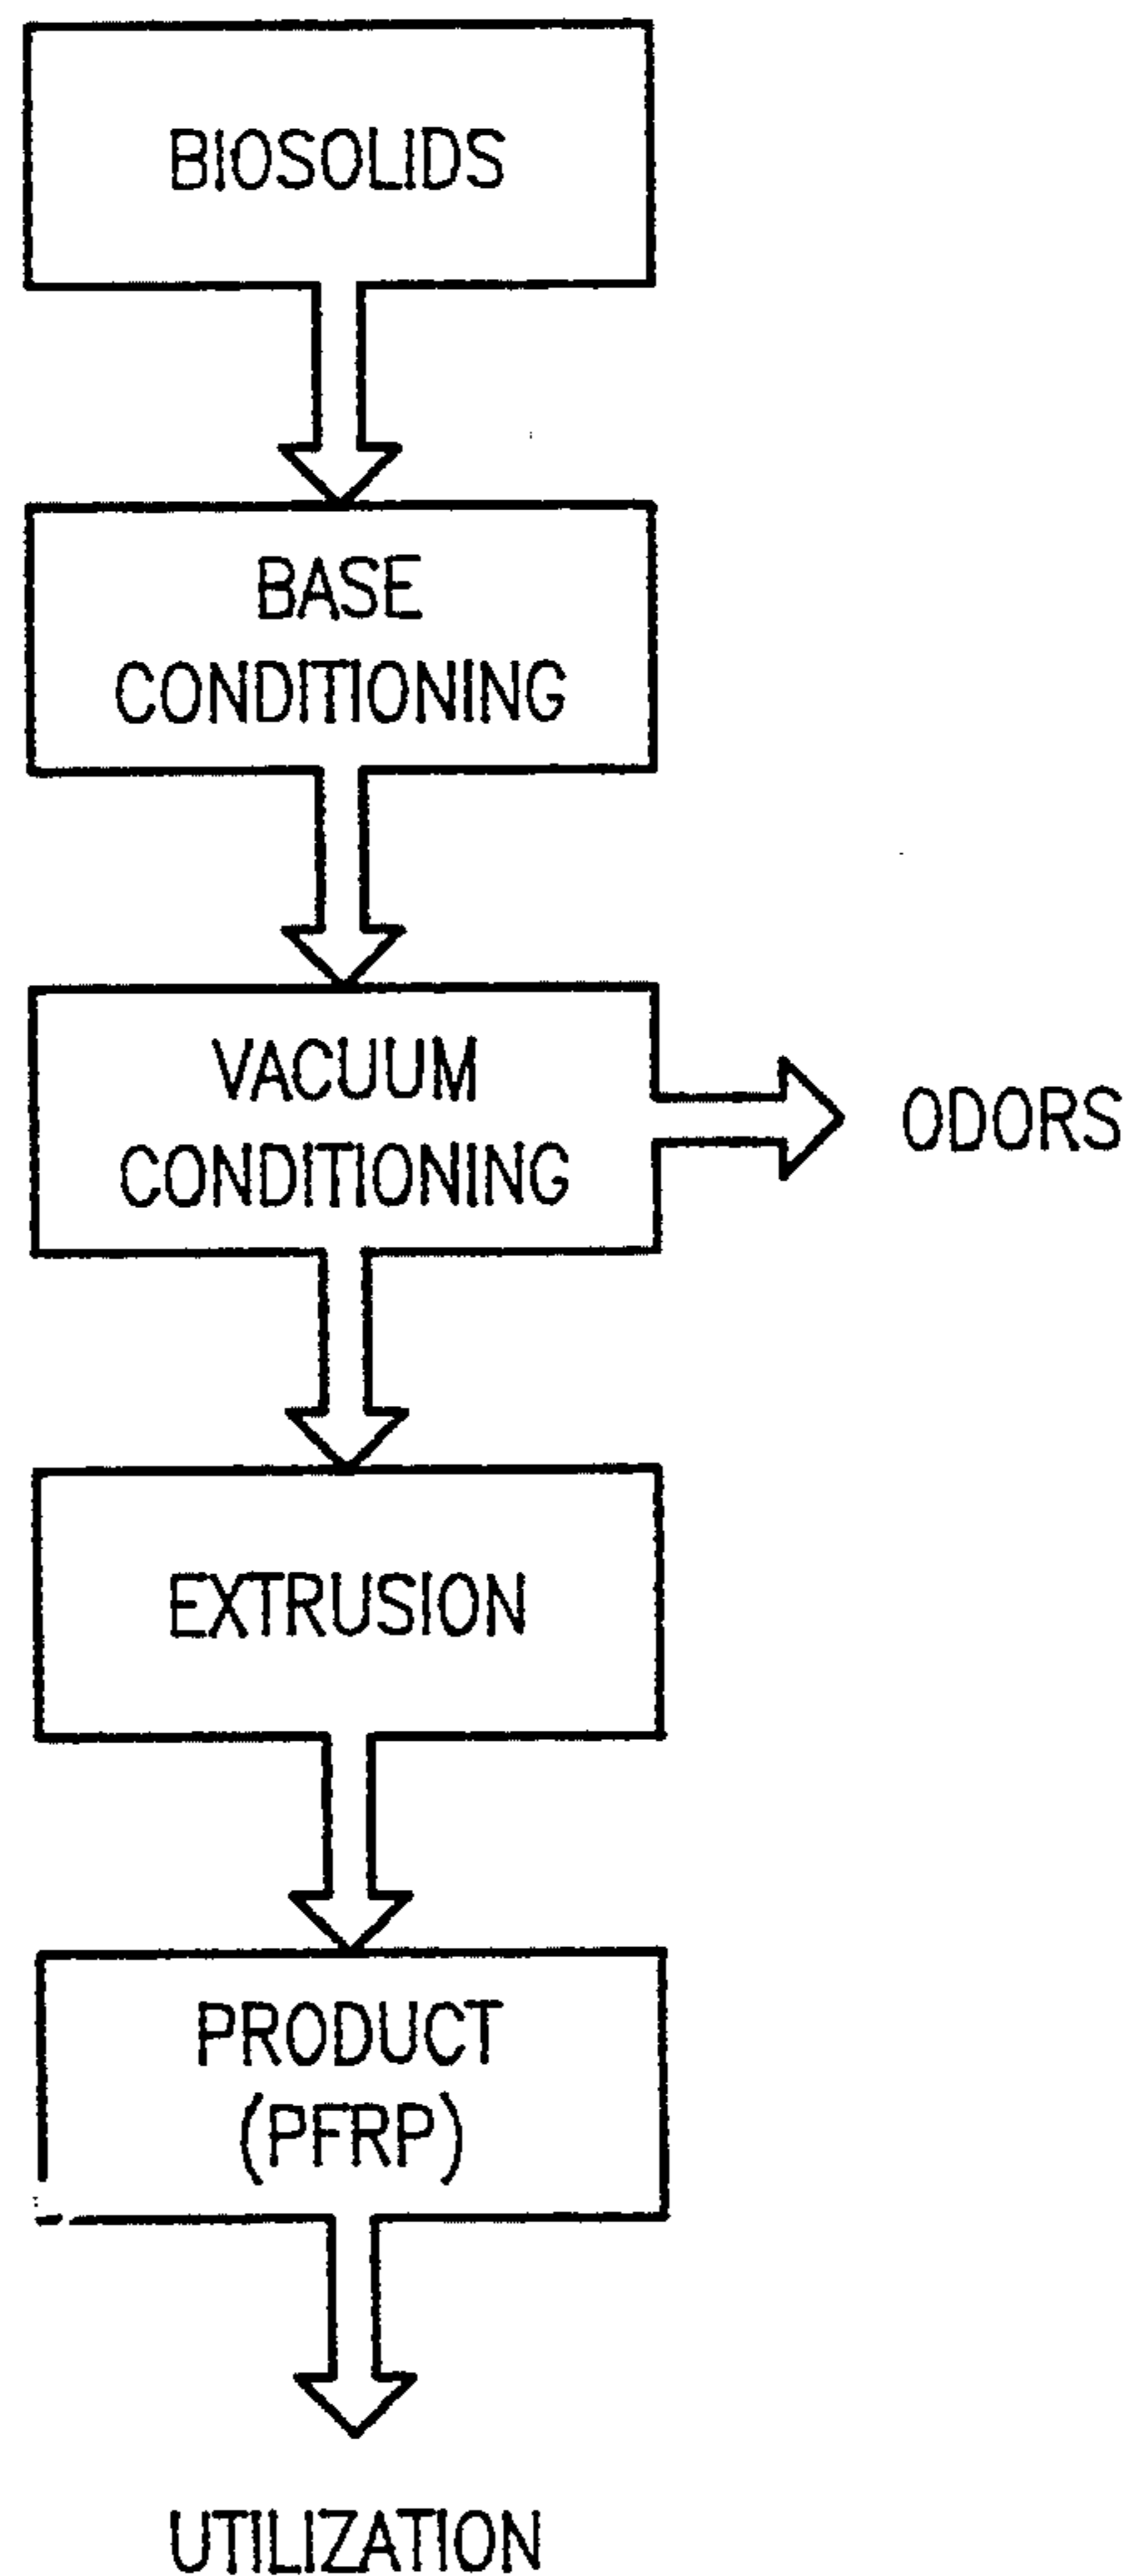 BIOSOLIDS
BASE
CONDITIONING
VACUUM
CONDITIONING
ODORS
EXTRUSION
PRODUCT
(PFRP)
UTILIZATION